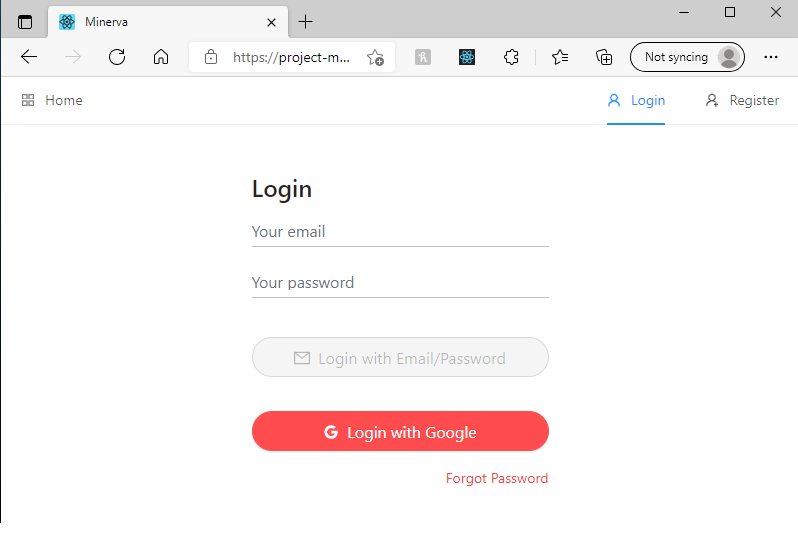 Minerva
https://project-m...
Not syncing
Home
Login
Register
Login
Your email
Your password
Login with Email/Password
G Login with Google
Forgot Password